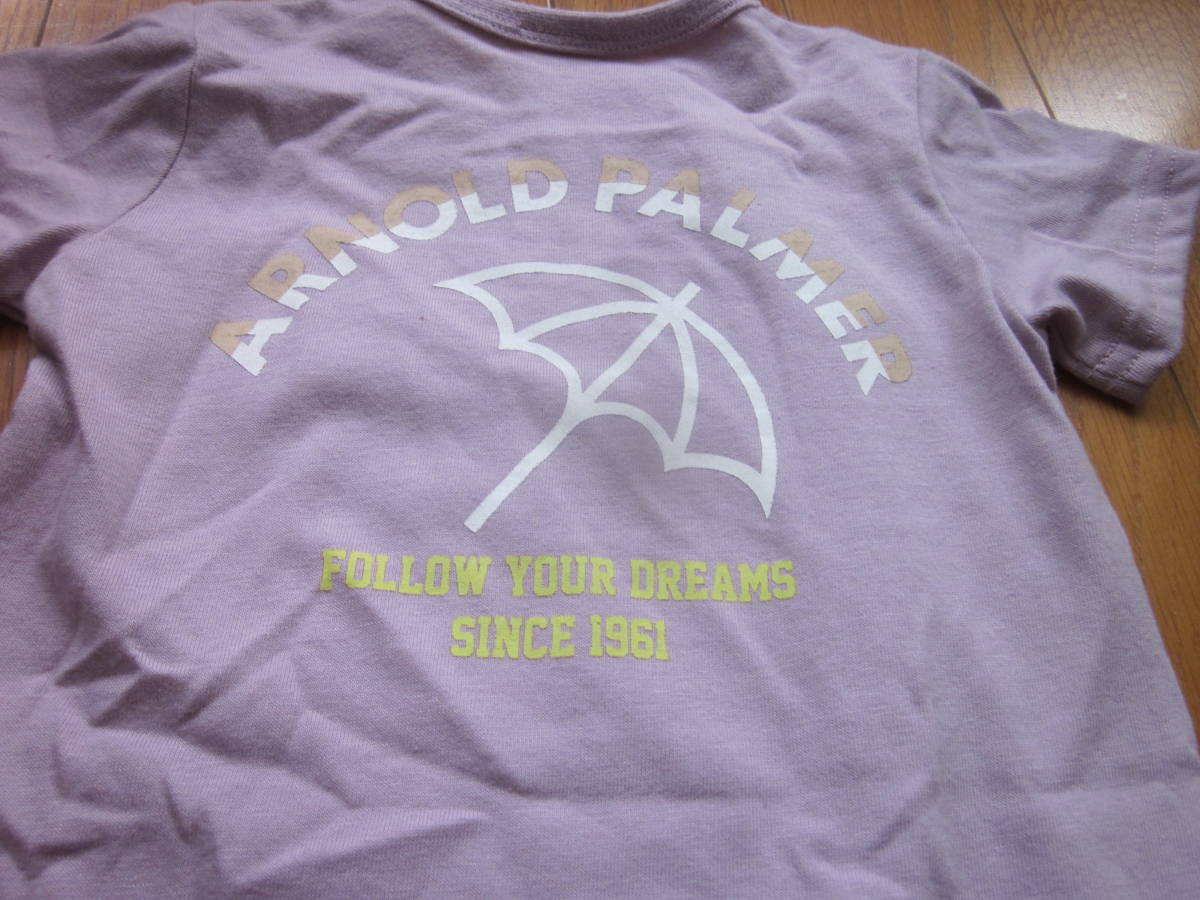 ARNOLD PALMER
FOLLOW YOUR DREAMS
SINCE 1961